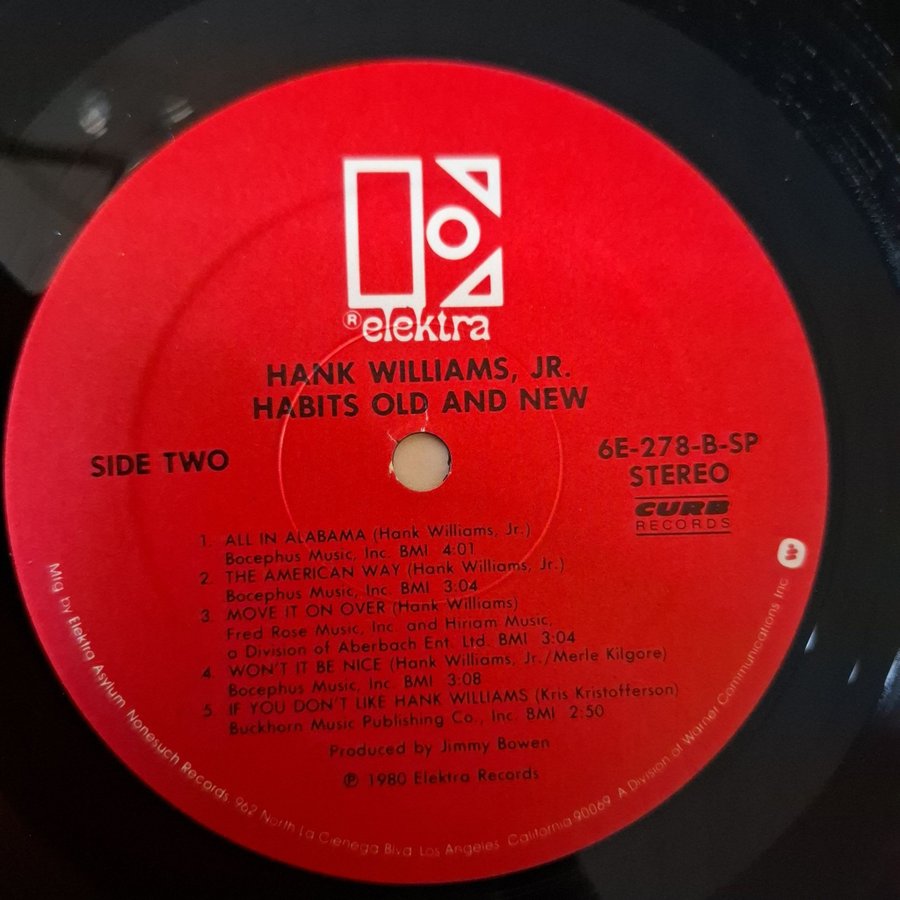 ® elektra
HANK WILLIAMS, JR.
HABITS OLD AND NEW
SIDE TWO
6E-278-B-SP
STEREO
CURB
RECORDS
1. ALL IN ALABAMA (Hank Williams, Jr.)
Bocephus Music, Inc. BMI 4:01
2. THE AMERICAN WAY (Hank Williams, Jr.)
Bocephus Music, Inc. BMI 3:04
3. MOVE IT ON OVER (Hank Williams)
Fred Rose Music, Inc. and Hiriam Music,
a Division of Aberbach Ent. Ltd. BMI 3:04
4. WON'T IT BE NICE (Hank Williams, Jr./Merle Kilgore)
Bocephus Music, Inc. BMI 3:08
5. IF YOU DON'T LIKE HANK WILLIAMS (Kris Kristofferson)
Buckhorn Music Publishing Co., Inc. BMI 2:50
Produced by Jimmy Bowen
℗ 1980 Elektra Records
Mfg by Elektra Asylum Nonesuch Records, 962 North La Cienega Blvd. Los Angeles, California 90069 A Division of Warner Communications Inc